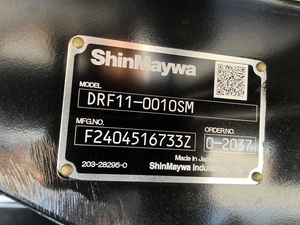 ShinMaywa
MODEL
DRF11-0010SM
MFG.NO. ORDER.NO.
F2404516733Z 0-2037
Made in Japan
203-28295-0 ShinMaywa Industries, Ltd.